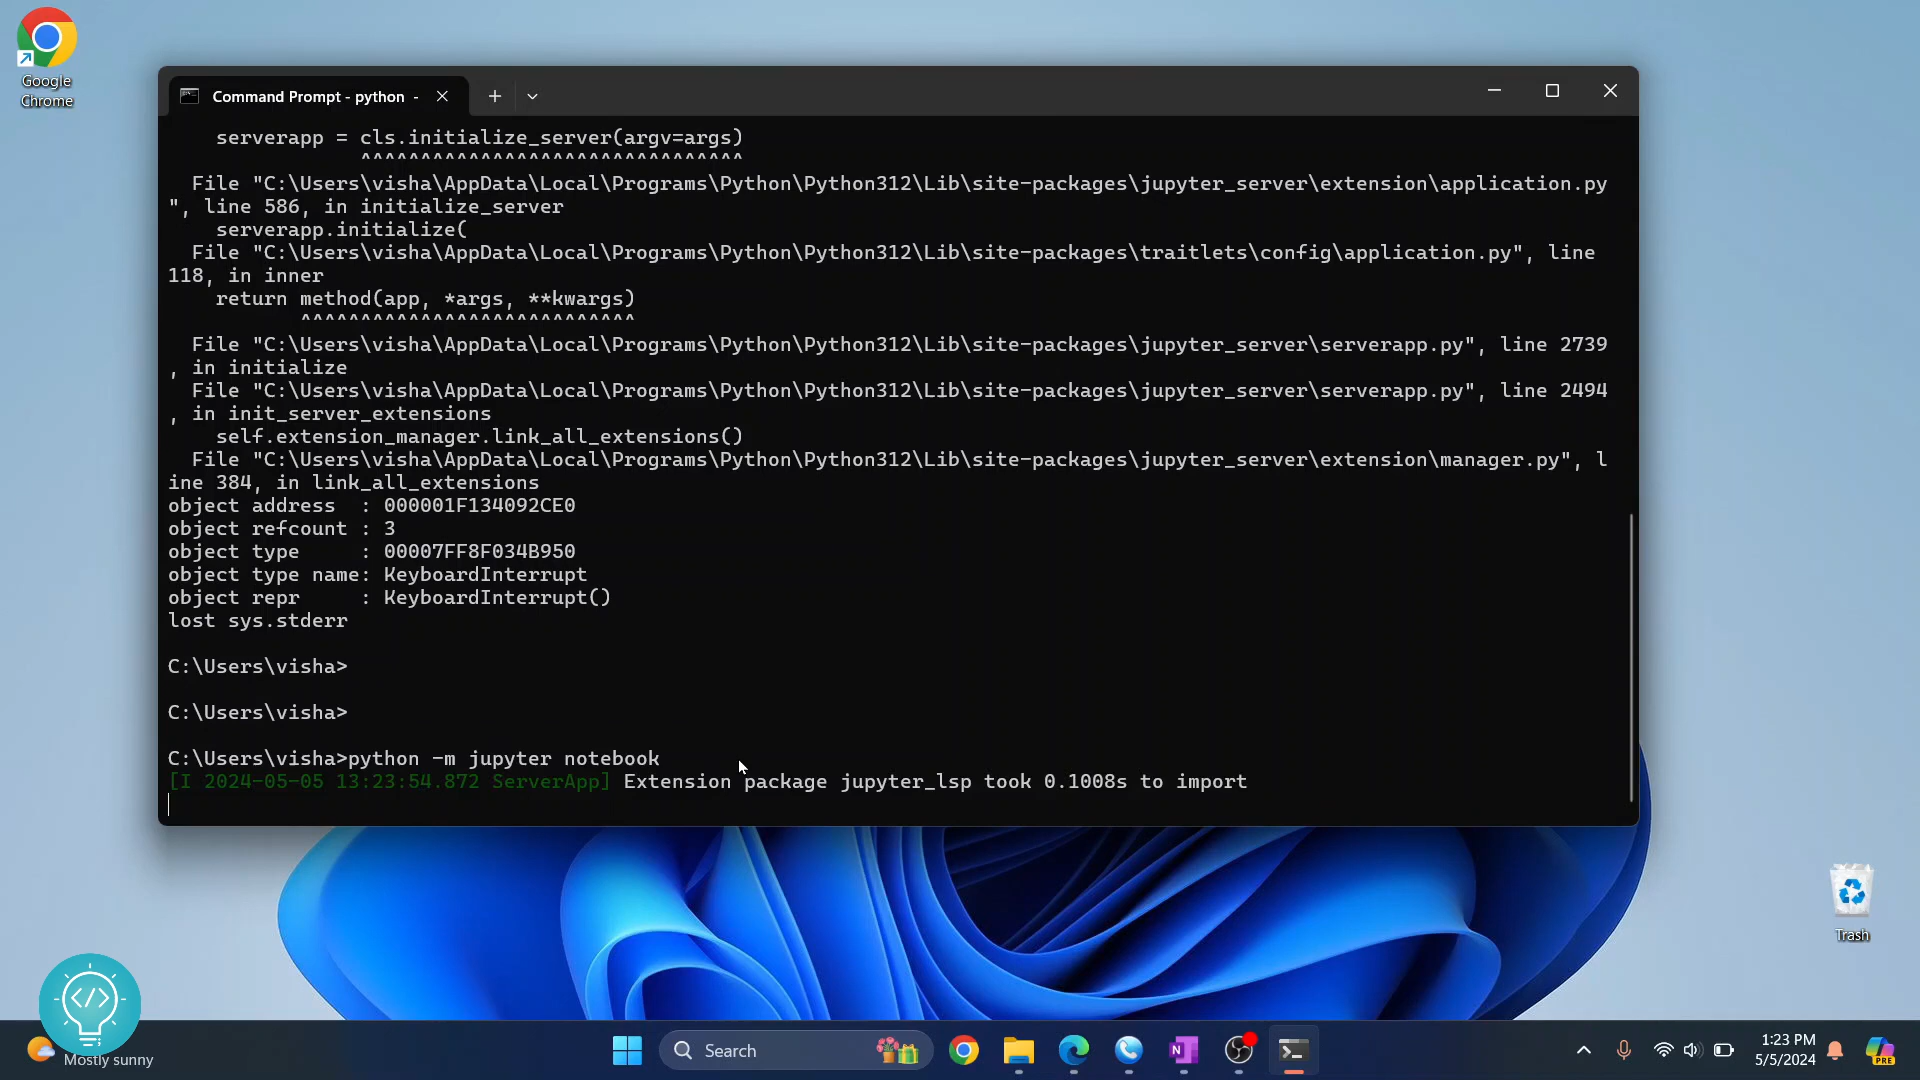 Google
Chrome
Command Prompt - python -
serverapp = cls.initialize_server(argv=args)
^^^^^^^^^^^^^^^^^^^^^^^^^^^^^^^^
File "C:\Users\visha\AppData\Local\Programs\Python\Python312\Lib\site-packages\jupyter_server\extension\application.py
", line 586, in initialize_server
serverapp.initialize(
File "C:\Users\visha\AppData\Local\Programs\Python\Python312\Lib\site-packages\traitlets\config\application.py", line
118, in inner
return method(app, *args, **kwargs)
^^^^^^^^^^^^^^^^^^^^^^^^^^^^
File "C:\Users\visha\AppData\Local\Programs\Python\Python312\Lib\site-packages\jupyter_server\serverapp.py", line 2739
, in initialize
File "C:\Users\visha\AppData\Local\Programs\Python\Python312\Lib\site-packages\jupyter_server\serverapp.py", line 2494
, in init_server_extensions
self.extension_manager.link_all_extensions()
File "C:\Users\visha\AppData\Local\Programs\Python\Python312\Lib\site-packages\jupyter_server\extension\manager.py", l
ine 384, in link_all_extensions
object address  : 000001F134092CE0
object refcount : 3
object type     : 00007FF8F034B950
object type name: KeyboardInterrupt
object repr     : KeyboardInterrupt()
lost sys.stderr
C:\Users\visha>
C:\Users\visha>
C:\Users\visha>python -m jupyter notebook
[I 2024-05-05 13:23:54.872 ServerApp] Extension package jupyter_lsp took 0.1008s to import
Trash
</>
Mostly sunny
Search
N
1:23 PM
5/5/2024
PRE